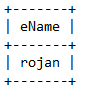 +-------+
| eName |
+-------+
| rojan |
+-------+